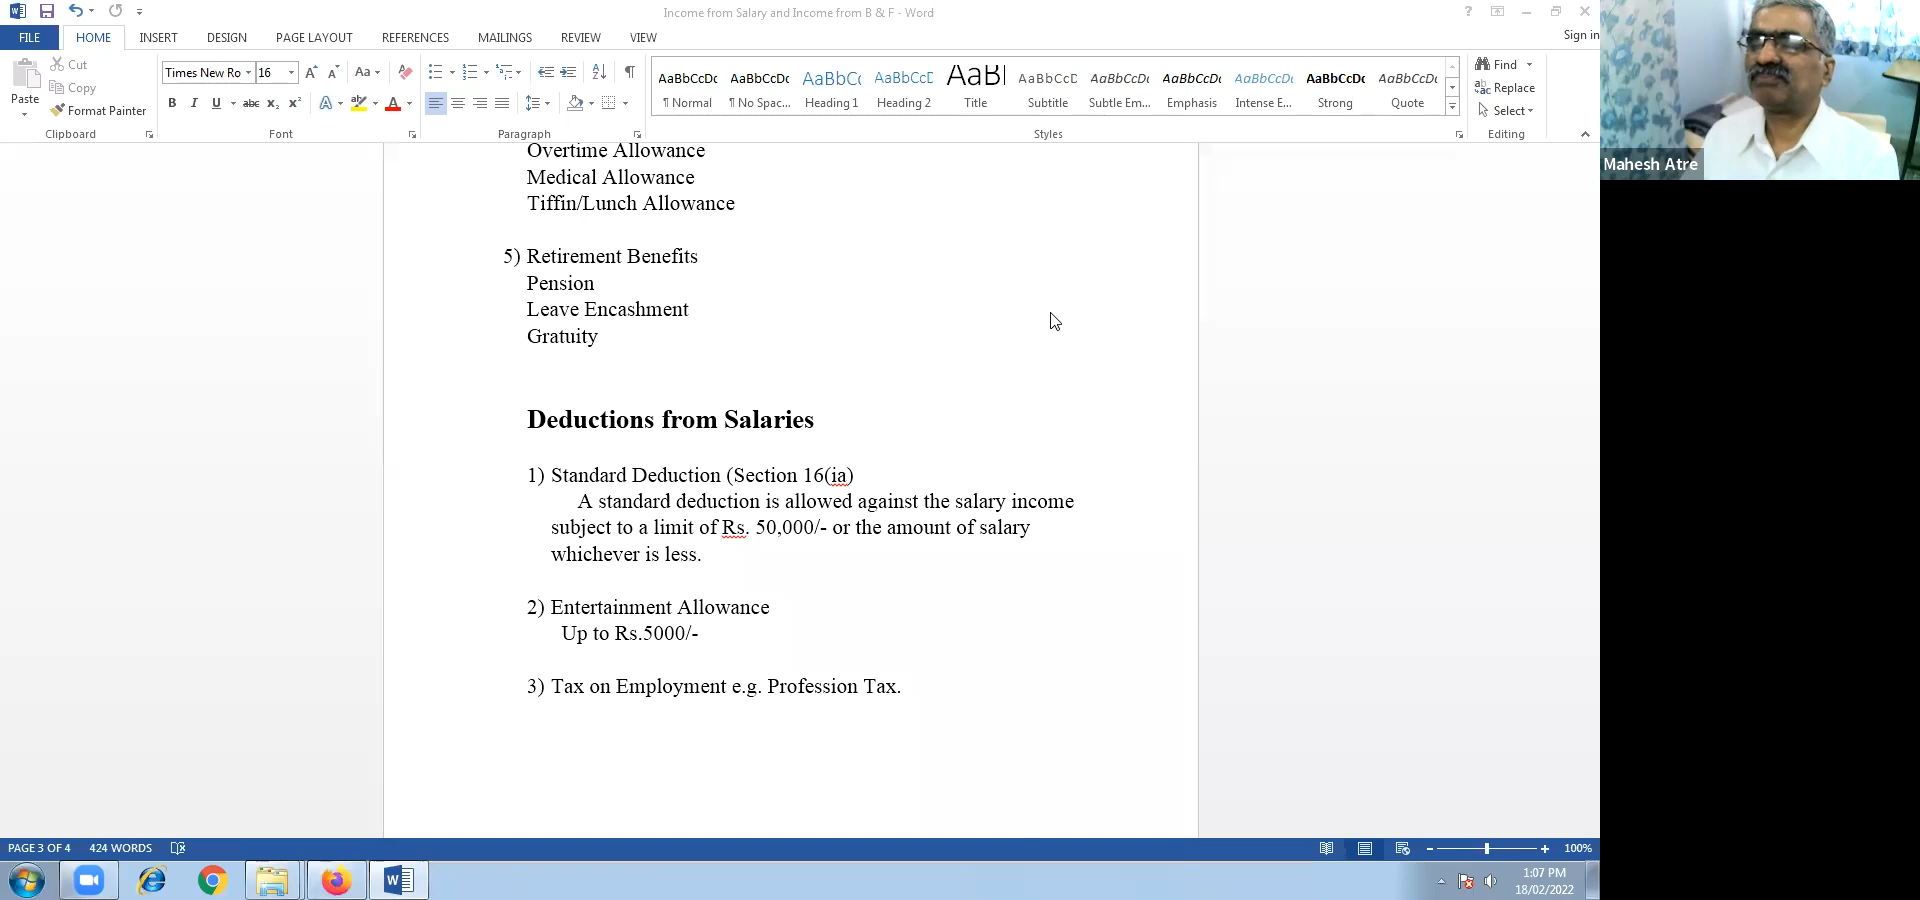 Income from Salary and Income from B & F - Word
FILE HOME INSERT DESIGN PAGE LAYOUT REFERENCES MAILINGS REVIEW VIEW Sign in
Paste
Cut
Copy
Format Painter
Clipboard
Times New Ro 16
Font
Paragraph
AaBbCcDc AaBbCcDc AaBbCc AaBbCcD AaBl AaBbCcD AaBbCcDt AaBbCcDt AaBbCcDt AaBbCcDc AaBbCcDt
¶ Normal ¶ No Spac... Heading 1 Heading 2 Title Subtitle Subtle Em... Emphasis Intense E... Strong Quote
Styles
Find
Replace
Select
Editing
Mahesh Atre
Overtime Allowance
Medical Allowance
Tiffin/Lunch Allowance
5) Retirement Benefits
Pension
Leave Encashment
Gratuity
Deductions from Salaries
1) Standard Deduction (Section 16(ia)
A standard deduction is allowed against the salary income
subject to a limit of Rs. 50,000/- or the amount of salary
whichever is less.
2) Entertainment Allowance
Up to Rs.5000/-
3) Tax on Employment e.g. Profession Tax.
PAGE 3 OF 4 424 WORDS 100%
1:07 PM
18/02/2022